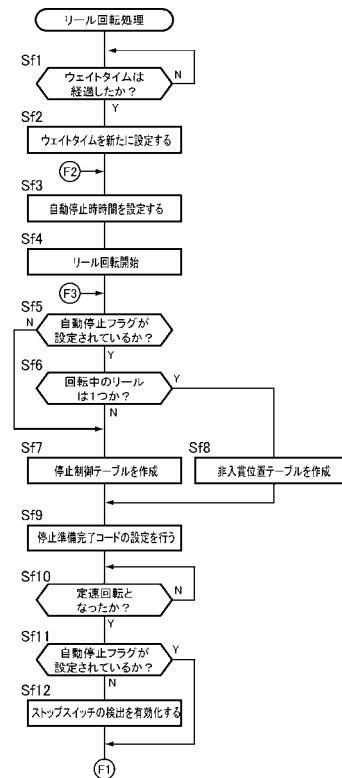 リール回転処理
Sf1
ウェイトタイムは
経過したか？
N
Y
Sf2
ウェイトタイムを新たに設定する
F2
Sf3
自動停止時時間を設定する
Sf4
リール回転開始
F3
Sf5
N
自動停止フラグが
設定されているか？
Y
Sf6
回転中のリール
は1つか？
Y
N
Sf7
停止制御テーブルを作成
Sf8
非入賞位置テーブルを作成
Sf9
停止準備完了コードの設定を行う
Sf10
定速回転と
なったか？
N
Y
Sf11
自動停止フラグが
設定されているか？
Y
N
Sf12
ストップスイッチの検出を有効化する
F1